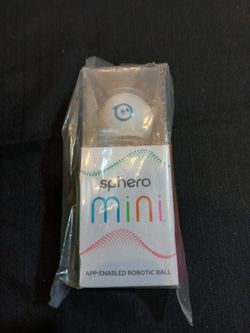 sphero
mini
APP-ENABLED ROBOTIC BALL